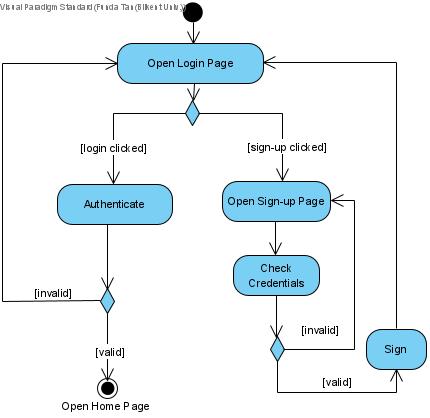 Visual Paradigm Standard(Funda Tan(Bilkent Univ.))
Open Login Page
[login clicked]
[sign-up clicked]
Authenticate
Open Sign-up Page
Check
Credentials
[invalid]
[invalid]
Sign
[valid]
[valid]
Open Home Page